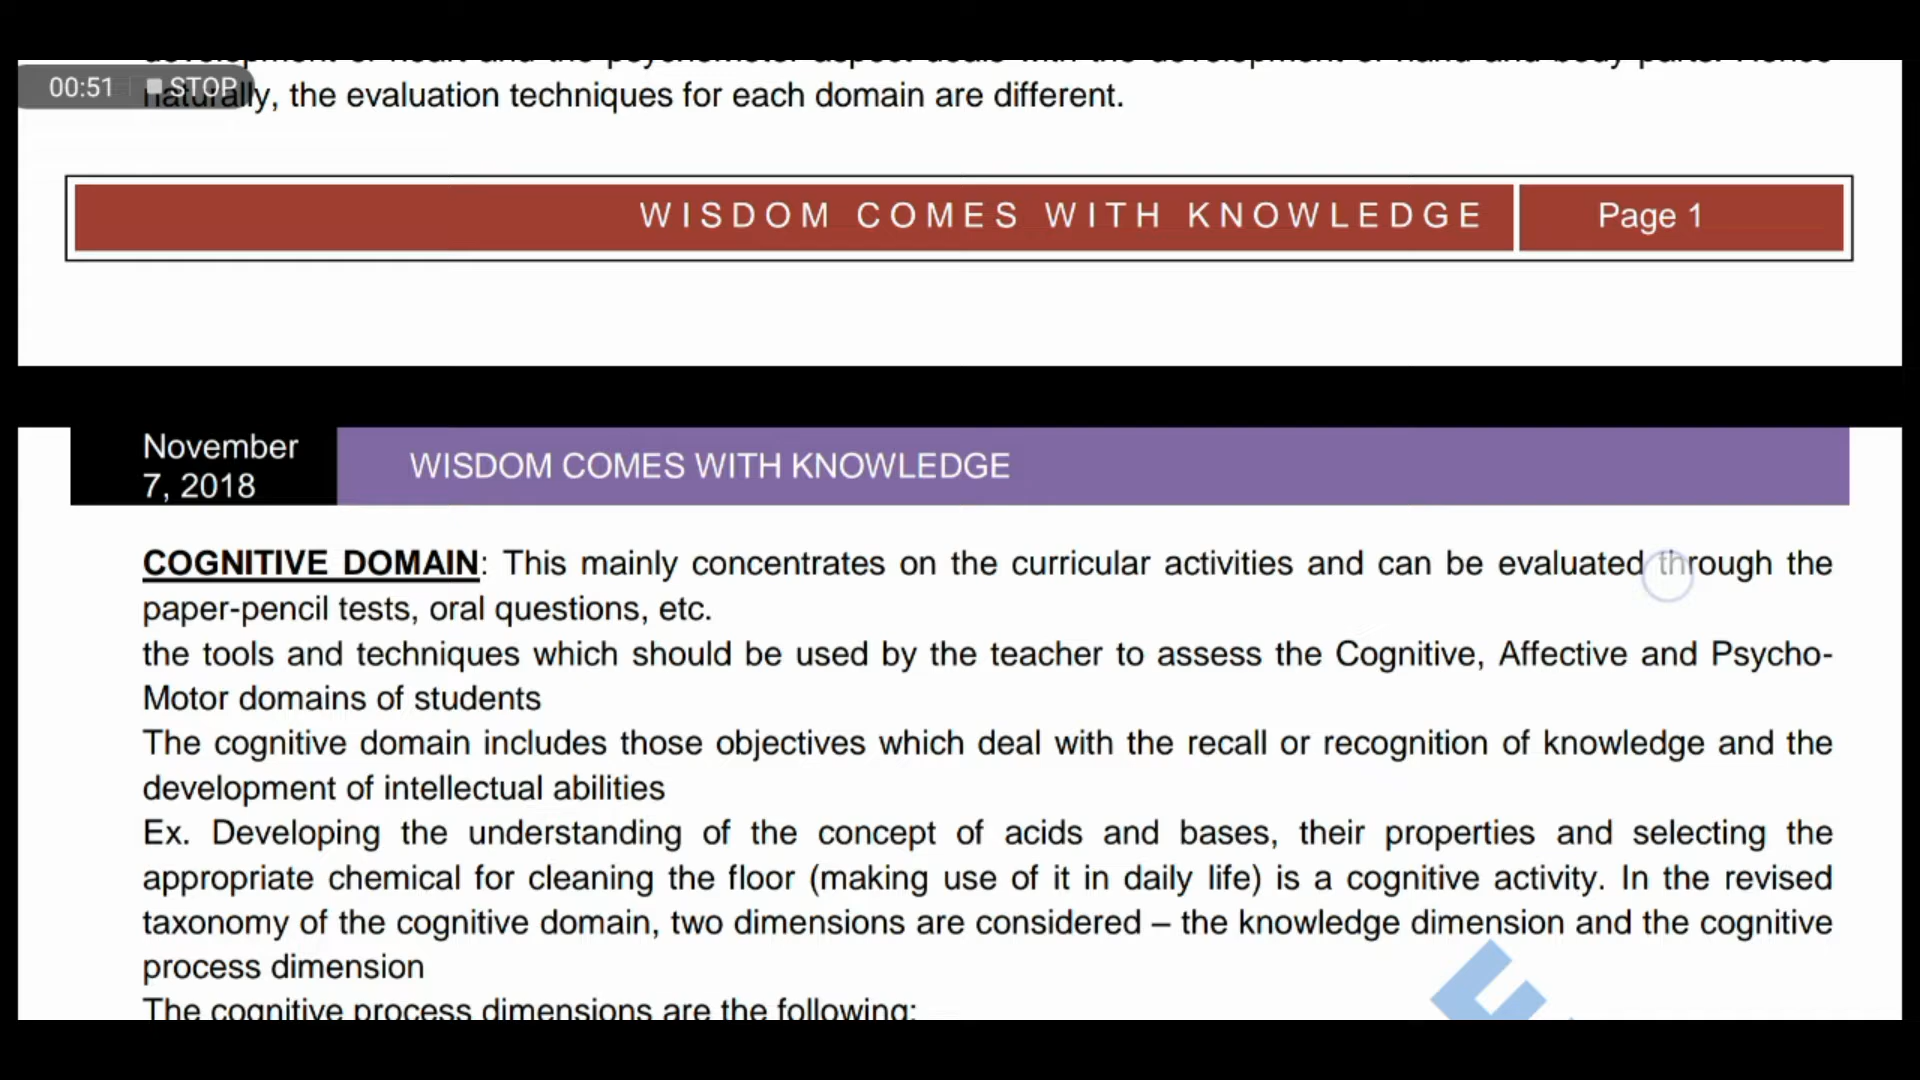 00:51 STOP
naturally, the evaluation techniques for each domain are different.
WISDOM COMES WITH KNOWLEDGE Page 1
November
7, 2018
WISDOM COMES WITH KNOWLEDGE
COGNITIVE DOMAIN: This mainly concentrates on the curricular activities and can be evaluated through the
paper-pencil tests, oral questions, etc.
the tools and techniques which should be used by the teacher to assess the Cognitive, Affective and Psycho-
Motor domains of students
The cognitive domain includes those objectives which deal with the recall or recognition of knowledge and the
development of intellectual abilities
Ex. Developing the understanding of the concept of acids and bases, their properties and selecting the
appropriate chemical for cleaning the floor (making use of it in daily life) is a cognitive activity. In the revised
taxonomy of the cognitive domain, two dimensions are considered – the knowledge dimension and the cognitive
process dimension
The cognitive process dimensions are the following: